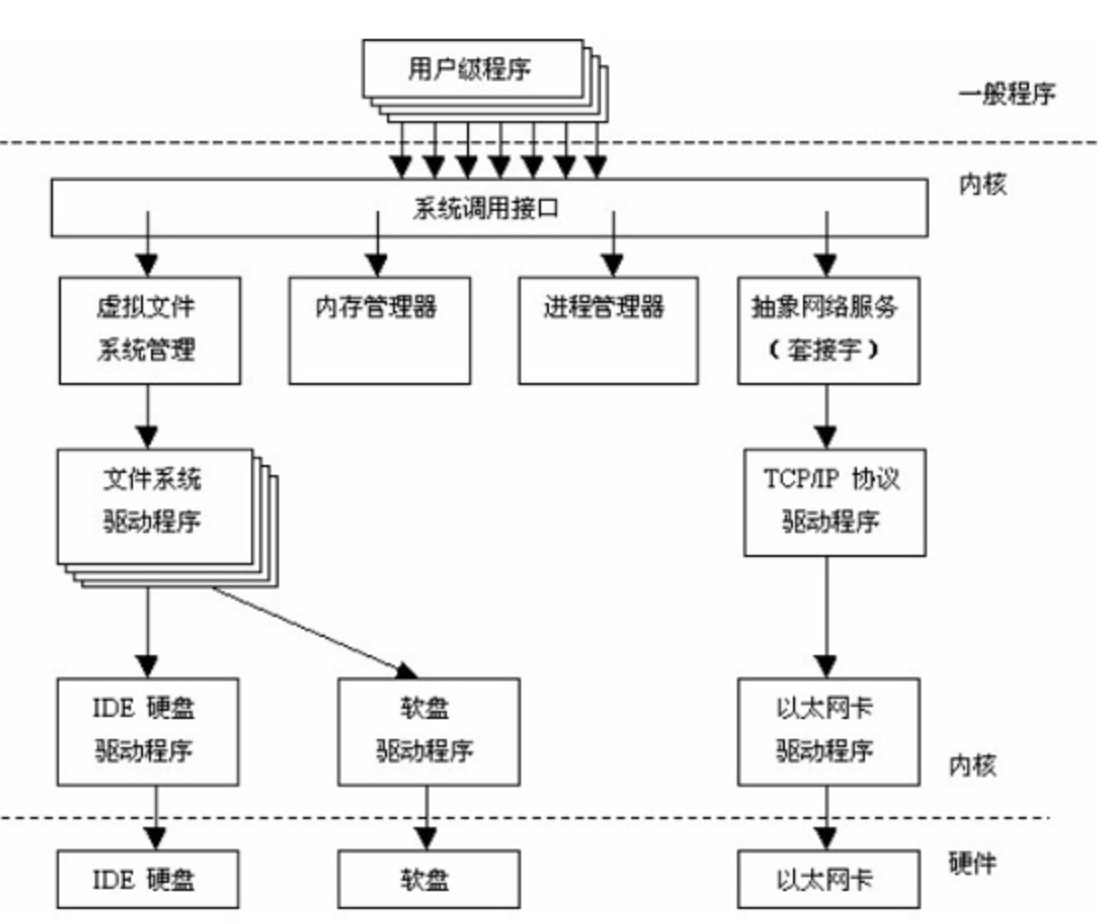 用户级程序
一般程序
内核
系统调用接口
虚拟文件
系统管理
内存管理器
进程管理器
抽象网络服务
（套接字）
文件系统
驱动程序
TCP/IP 协议
驱动程序
IDE 硬盘
驱动程序
软盘
驱动程序
以太网卡
驱动程序
内核
硬件
IDE 硬盘
软盘
以太网卡